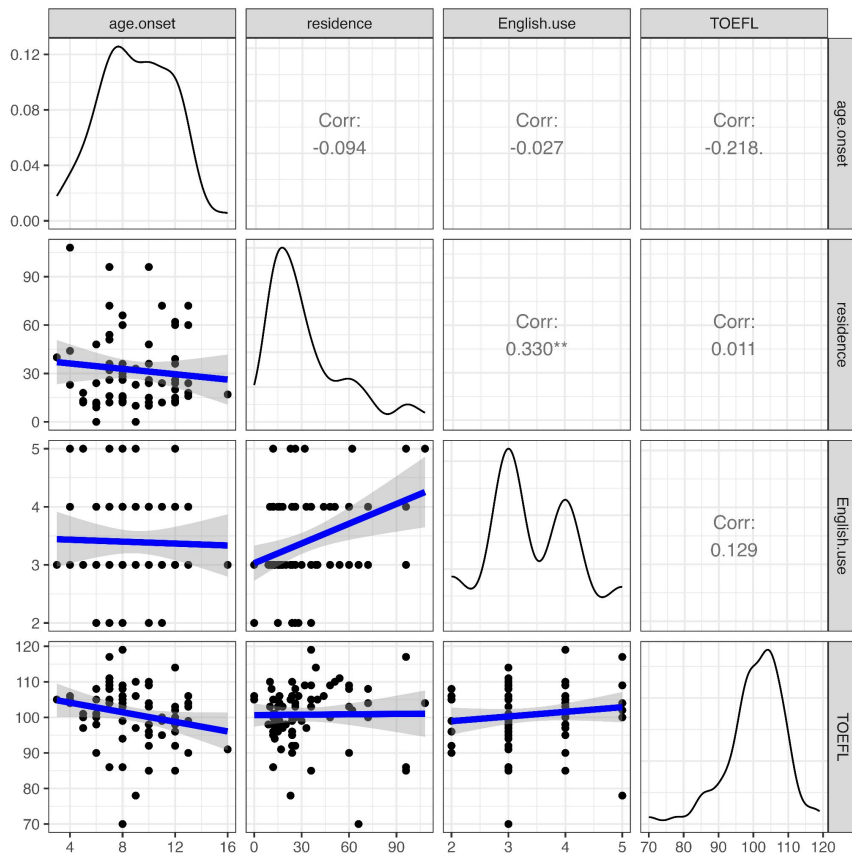 age.onset residence English.use TOEFL
0.12
0.08
0.04
0.00
Corr:
-0.094
Corr:
-0.027
Corr:
-0.218.
age.onset
90
60
30
0
Corr:
0.330**
Corr:
0.011
residence
5
4
3
2
Corr:
0.129
English.use
120
110
100
90
80
70
TOEFL
4 8 12 16 0 30 60 90 2 3 4 5 70 80 90 100 110 120